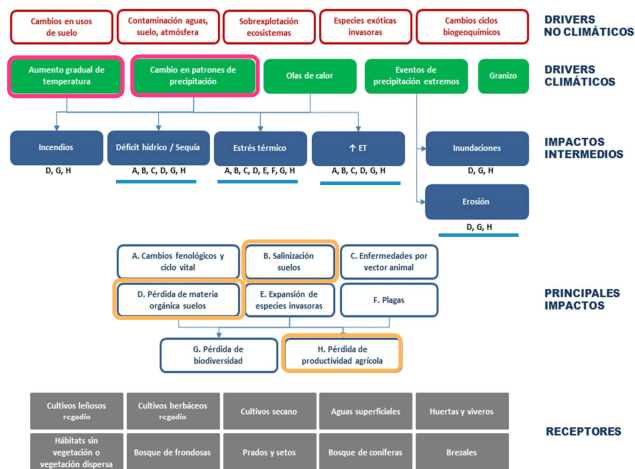 Cambios en usos
de suelo
Contaminación aguas,
suelo, atmósfera
Sobrexplotación
ecosistemas
Especies exóticas
invasoras
Cambios ciclos
biogeoquímicos
DRIVERS
NO CLIMÁTICOS
Aumento gradual de
temperatura
Cambio en patrones de
precipitación
Olas de calor
Eventos de
precipitación extremos
Granizo
DRIVERS
CLIMÁTICOS
Incendios
Déficit hídrico / Sequía
Estrés térmico
↑ ET
Inundaciones
IMPACTOS
INTERMEDIOS
D, G, H
A, B, C, D, G, H
A, B, C, D, E, F, G, H
A, B, C, D, G, H
D, G, H
Erosión
D, G, H
A. Cambios fenológicos y
ciclo vital
B. Salinización
suelos
C. Enfermedades por
vector animal
D. Pérdida de materia
orgánica suelos
E. Expansión de
especies invasoras
F. Plagas
PRINCIPALES
IMPACTOS
G. Pérdida de
biodiversidad
H. Pérdida de
productividad agrícola
Cultivos leñosos
regadío
Cultivos herbáceos
regadío
Cultivos secano
Aguas superficiales
Huertas y viveros
RECEPTORES
Hábitats sin
vegetación o
vegetación dispersa
Bosque de frondosas
Prados y setos
Bosque de coníferas
Brezales